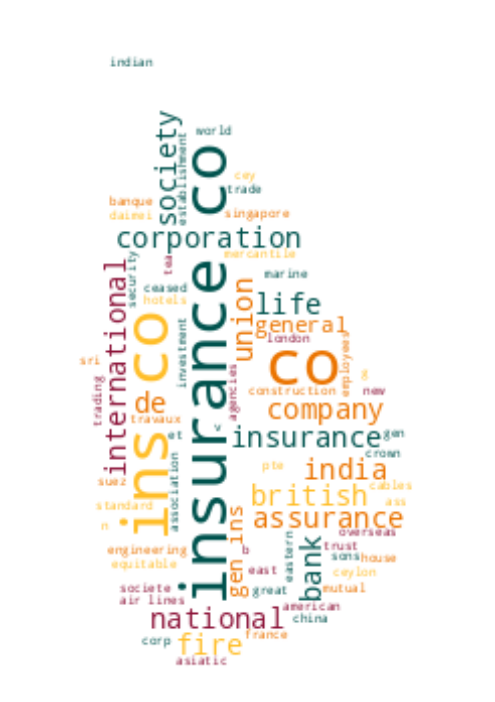 indian
society
establishment
world
cey
trade
banque
daimei
singapore
corporation
mercantile
tea
security
international
ceased
hotels
marine
insurance co
ins co
investment
union
life
general
london
co
employees
sri
trading
agencies
construction
g
new
de
travaux
company
et
v
insurance
gen
crown
association
pte
india
suez
british
cables
ass
standard
n
assurance
gen ins
overseas
engineering
equitable
b
eastern
bank
trust
sons
house
east
ceylon
societe
air lines
great
mutual
american
national
china
corp
fire
france
asiatic